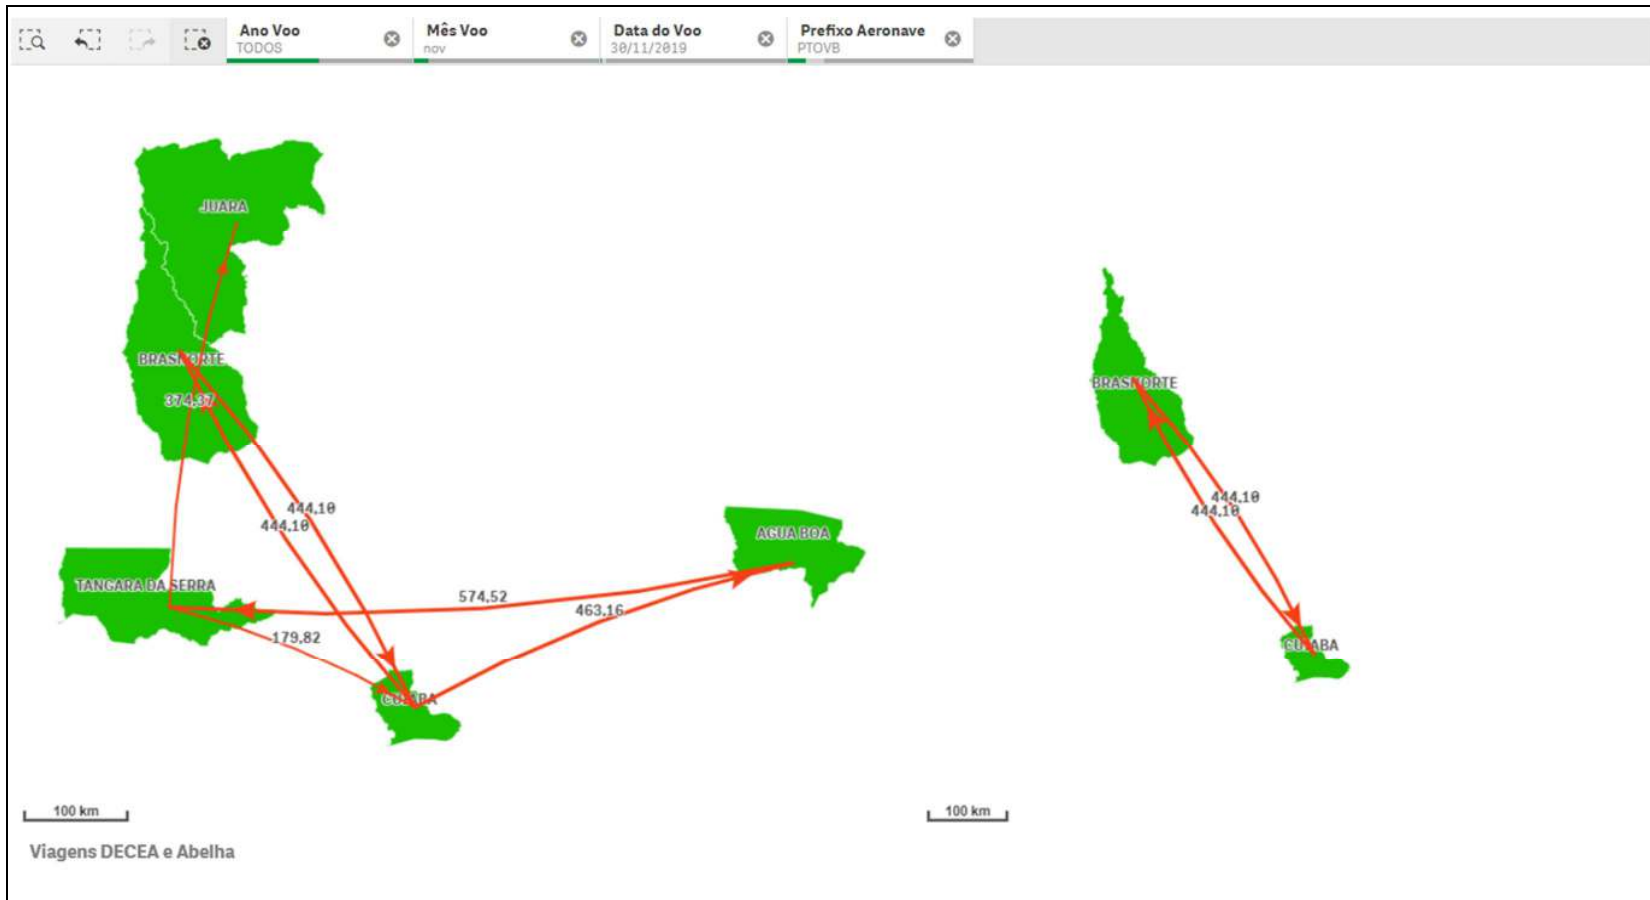 Ano Voo
TODOS
Mês Voo
nov
Data do Voo
30/11/2019
Prefixo Aeronave
PTOVB
JUARA
BRASNORTE
374,37
444,10
444,10
AGUA BOA
TANGARA DA SERRA
574,52
463,16
179,82
CUIABA
100 km
BRASNORTE
444,10
444,10
CUIABA
100 km
Viagens DECEA e Abelha